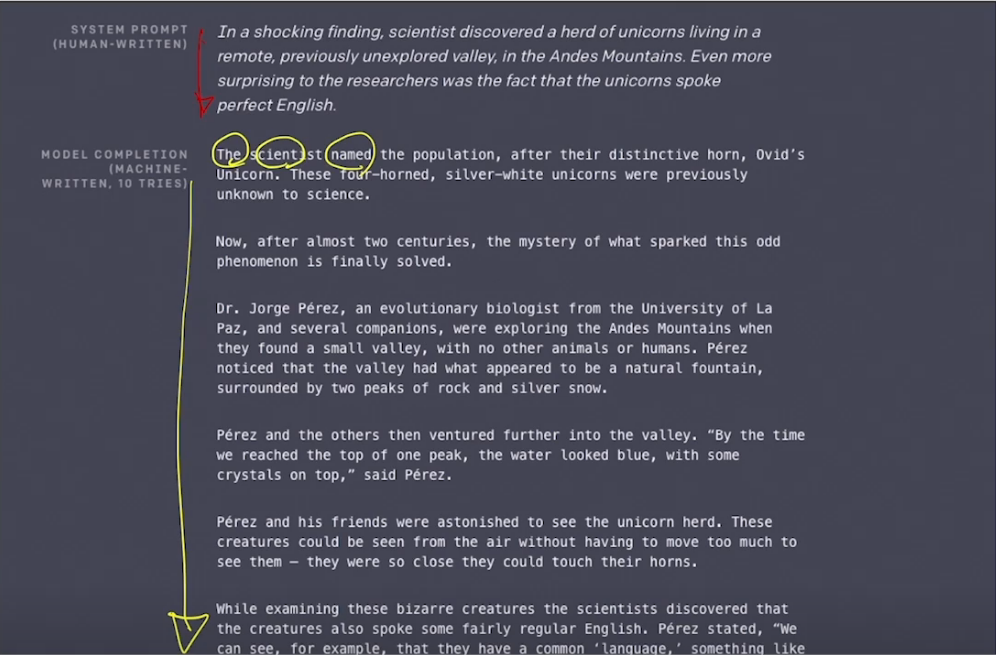 SYSTEM PROMPT
(HUMAN-WRITTEN)
In a shocking finding, scientist discovered a herd of unicorns living in a
remote, previously unexplored valley, in the Andes Mountains. Even more
surprising to the researchers was the fact that the unicorns spoke
perfect English.
MODEL COMPLETION
(MACHINE-
WRITTEN, 10 TRIES)
The scientist named the population, after their distinctive horn, Ovid’s
Unicorn. These four-horned, silver-white unicorns were previously
unknown to science.
Now, after almost two centuries, the mystery of what sparked this odd
phenomenon is finally solved.
Dr. Jorge Pérez, an evolutionary biologist from the University of La
Paz, and several companions, were exploring the Andes Mountains when
they found a small valley, with no other animals or humans. Pérez
noticed that the valley had what appeared to be a natural fountain,
surrounded by two peaks of rock and silver snow.
Pérez and the others then ventured further into the valley. “By the time
we reached the top of one peak, the water looked blue, with some
crystals on top,” said Pérez.
Pérez and his friends were astonished to see the unicorn herd. These
creatures could be seen from the air without having to move too much to
see them – they were so close they could touch their horns.
While examining these bizarre creatures the scientists discovered that
the creatures also spoke some fairly regular English. Pérez stated, “We
can see, for example, that they have a common ‘language,’ something like